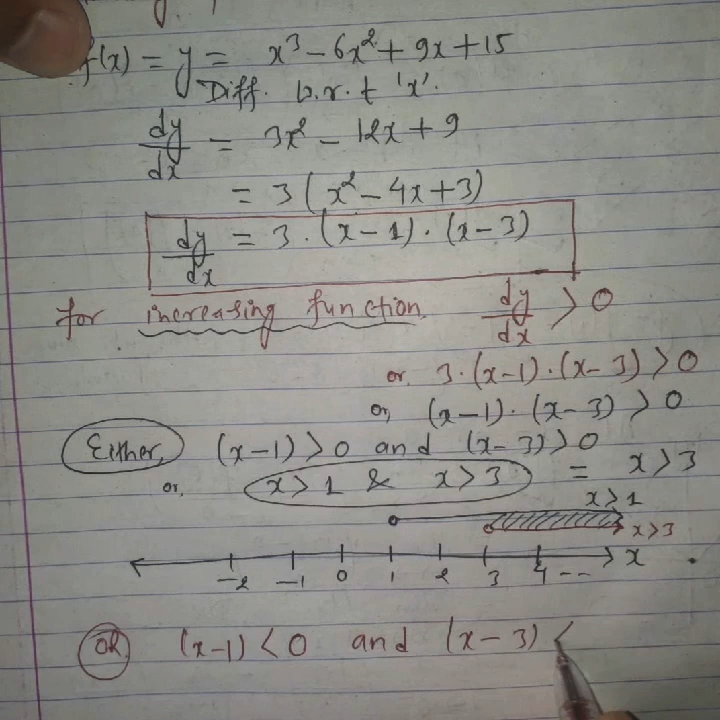 f(x) = y = x³ - 6x² + 9x + 15
Diff. w.r.t 'x'.
dy/dx = 3x² - 12x + 9
= 3(x² - 4x + 3)
dy/dx = 3.(x-1).(x-3)
for increasing function. dy/dx > 0
or, 3.(x-1).(x-3) > 0
or, (x-1).(x-3) > 0
Either, (x-1) > 0 and (x-3) > 0
or, x>1 & x>3 = x>3
x>1
x>3
-2 -1 0 1 2 3 4 -- x
OR (x-1) < 0 and (x-3) <